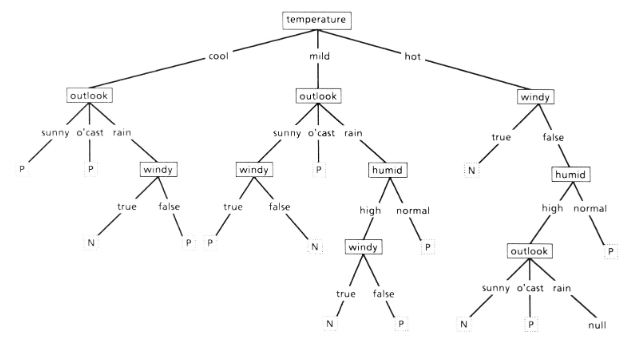 temperature
cool mild hot
outlook outlook windy
sunny o'cast rain sunny o'cast rain true false
P P windy windy P humid N humid
true false true false high normal high normal
N P P N windy P outlook P
true false sunny o'cast rain
N P N P null